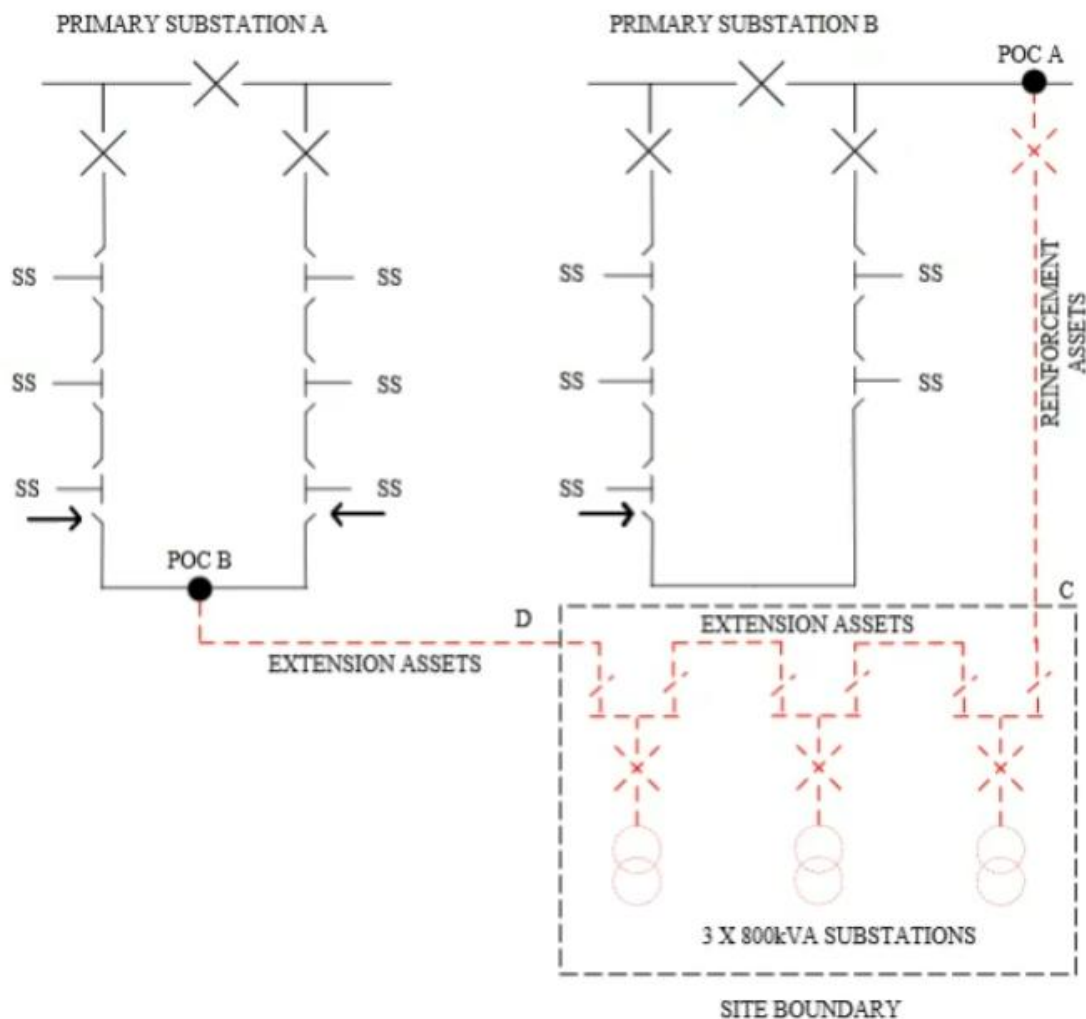 PRIMARY SUBSTATION A
PRIMARY SUBSTATION B
POC A
SS
SS
SS
SS
SS
SS
SS
SS
SS
SS
SS
REINFORCEMENT
ASSETS
POC B
C
D
EXTENSION ASSETS
EXTENSION ASSETS
3 X 800kVA SUBSTATIONS
SITE BOUNDARY